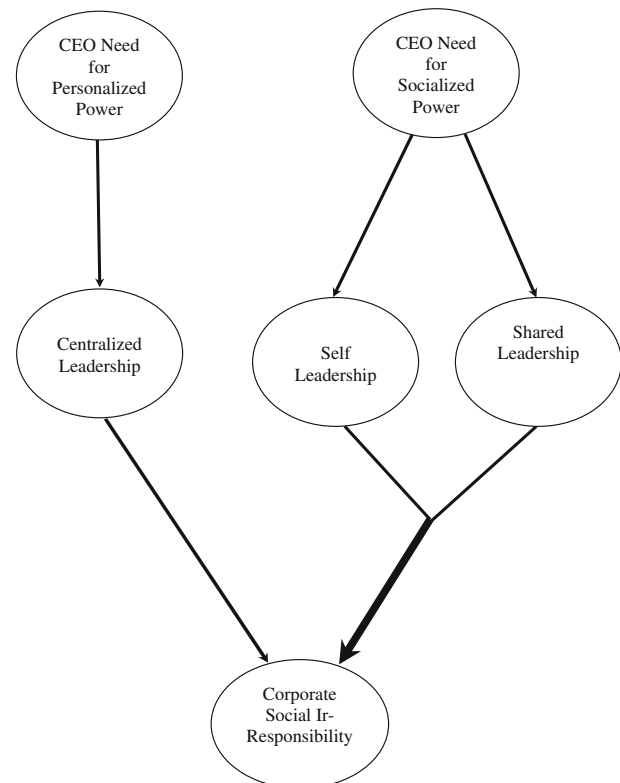 CEO Need
for
Personalized
Power
CEO Need
for
Socialized
Power
Centralized
Leadership
Self
Leadership
Shared
Leadership
Corporate
Social Ir-
Responsibility